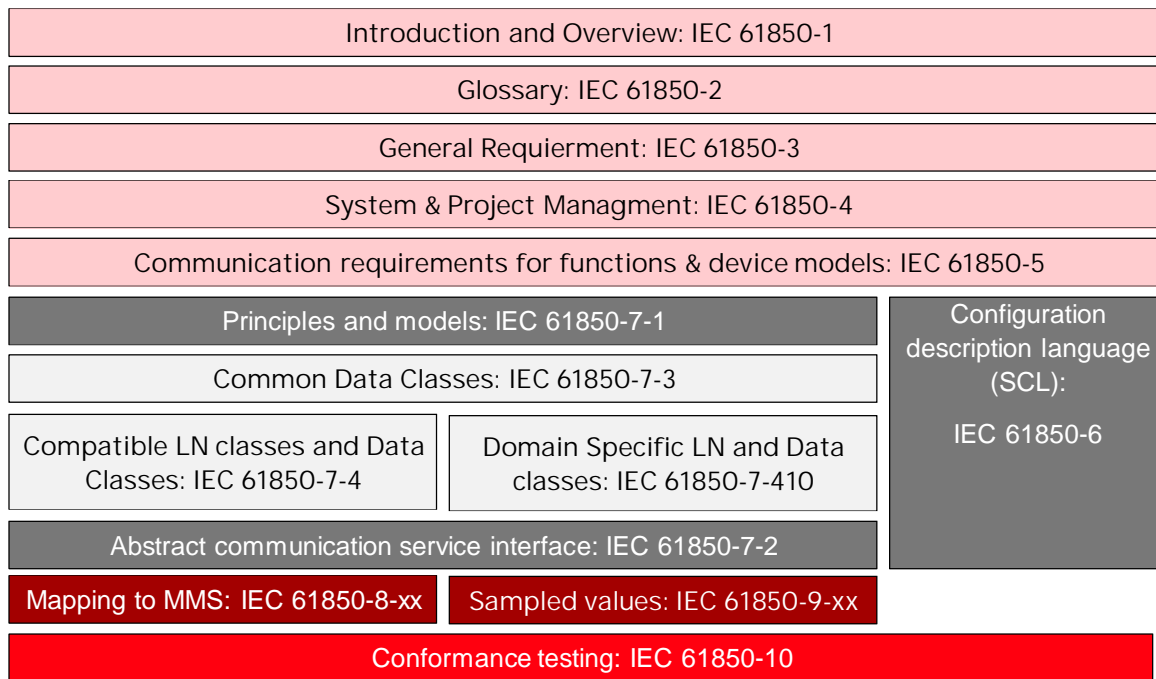 Introduction and Overview: IEC 61850-1
Glossary: IEC 61850-2
General Requierment: IEC 61850-3
System & Project Managment: IEC 61850-4
Communication requirements for functions & device models: IEC 61850-5
Principles and models: IEC 61850-7-1
Common Data Classes: IEC 61850-7-3
Compatible LN classes and Data
Classes: IEC 61850-7-4
Domain Specific LN and Data
classes: IEC 61850-7-410
Abstract communication service interface: IEC 61850-7-2
Configuration
description language
(SCL):
IEC 61850-6
Mapping to MMS: IEC 61850-8-xx
Sampled values: IEC 61850-9-xx
Conformance testing: IEC 61850-10